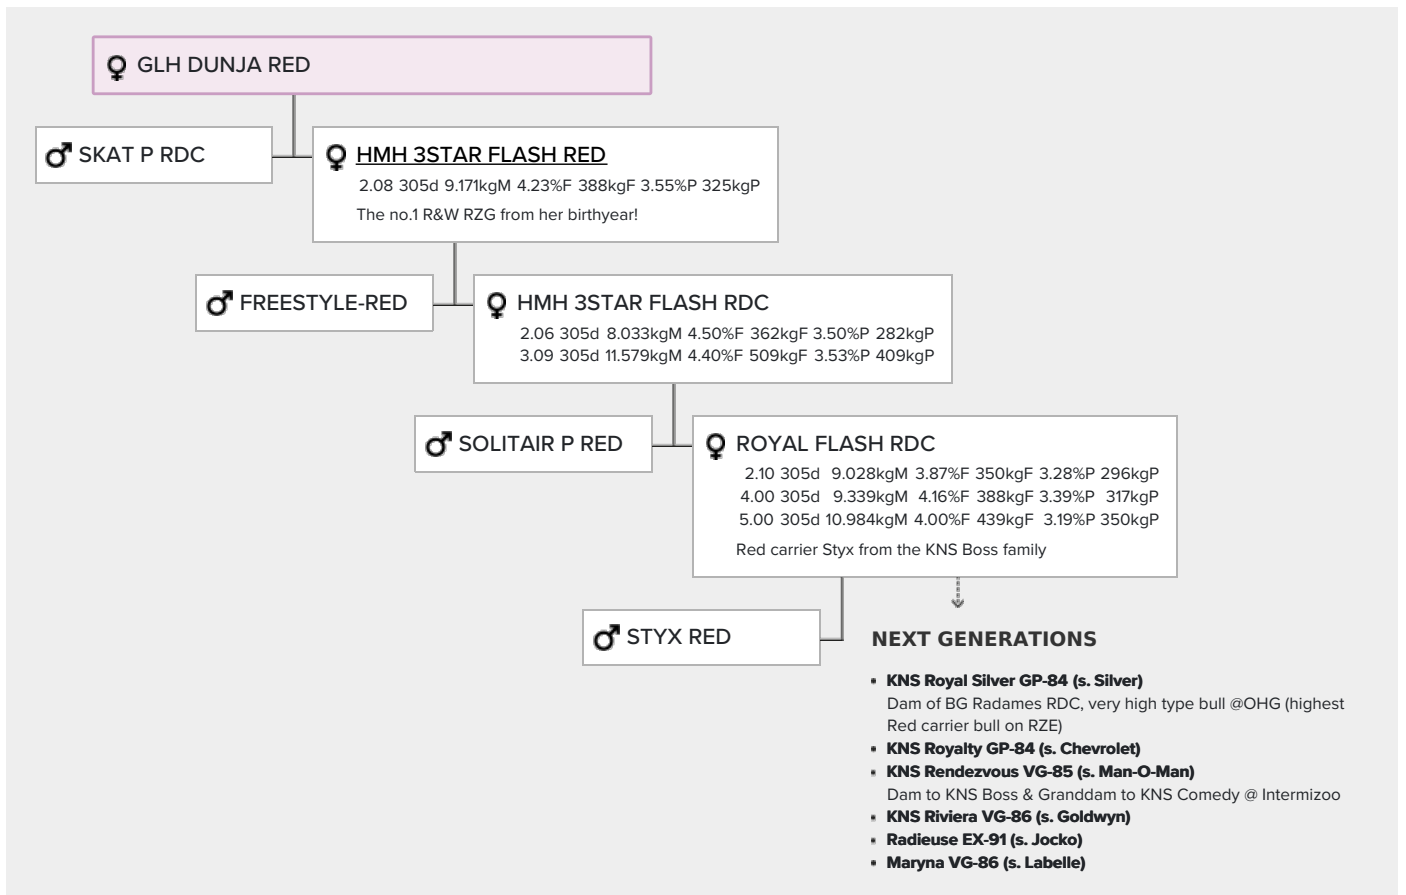 GLH DUNJA RED
SKAT P RDC
HMH 3STAR FLASH RED
2.08 305d 9.171kgM 4.23%F 388kgF 3.55%P 325kgP
The no.1 R&W RZG from her birthyear!
FREESTYLE-RED
HMH 3STAR FLASH RDC
2.06 305d 8.033kgM 4.50%F 362kgF 3.50%P 282kgP
3.09 305d 11.579kgM 4.40%F 509kgF 3.53%P 409kgP
SOLITAIR P RED
ROYAL FLASH RDC
2.10 305d 9.028kgM 3.87%F 350kgF 3.28%P 296kgP
4.00 305d 9.339kgM 4.16%F 388kgF 3.39%P 317kgP
5.00 305d 10.984kgM 4.00%F 439kgF 3.19%P 350kgP
Red carrier Styx from the KNS Boss family
STYX RED
NEXT GENERATIONS
KNS Royal Silver GP-84 (s. Silver)
Dam of BG Radames RDC, very high type bull @OHG (highest
Red carrier bull on RZE)
KNS Royalty GP-84 (s. Chevrolet)
KNS Rendezvous VG-85 (s. Man-O-Man)
Dam to KNS Boss & Granddam to KNS Comedy @ Intermizoo
KNS Riviera VG-86 (s. Goldwyn)
Radieuse EX-91 (s. Jocko)
Maryna VG-86 (s. Labelle)